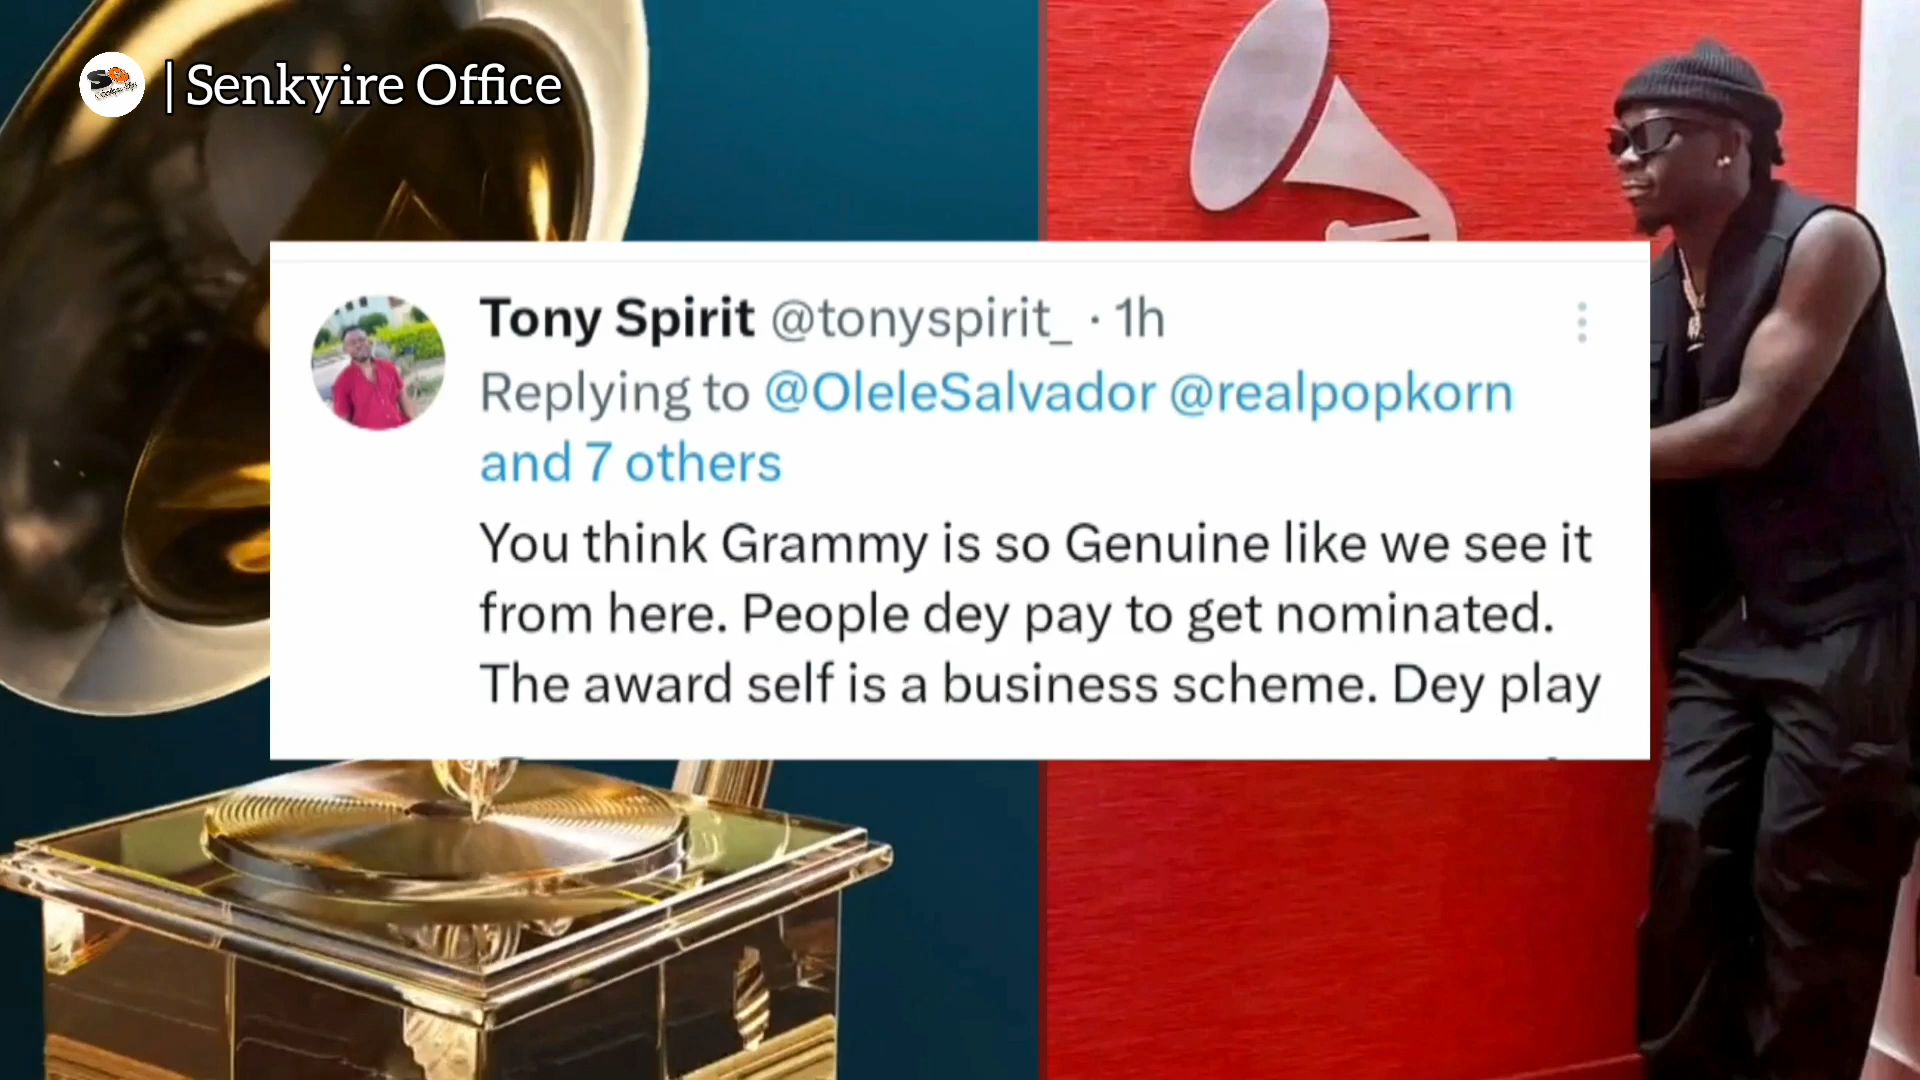 | Senkyire Office
Tony Spirit @tonyspirit_ · 1h
Replying to @OleleSalvador @realpopkorn
and 7 others
You think Grammy is so Genuine like we see it
from here. People dey pay to get nominated.
The award self is a business scheme. Dey play